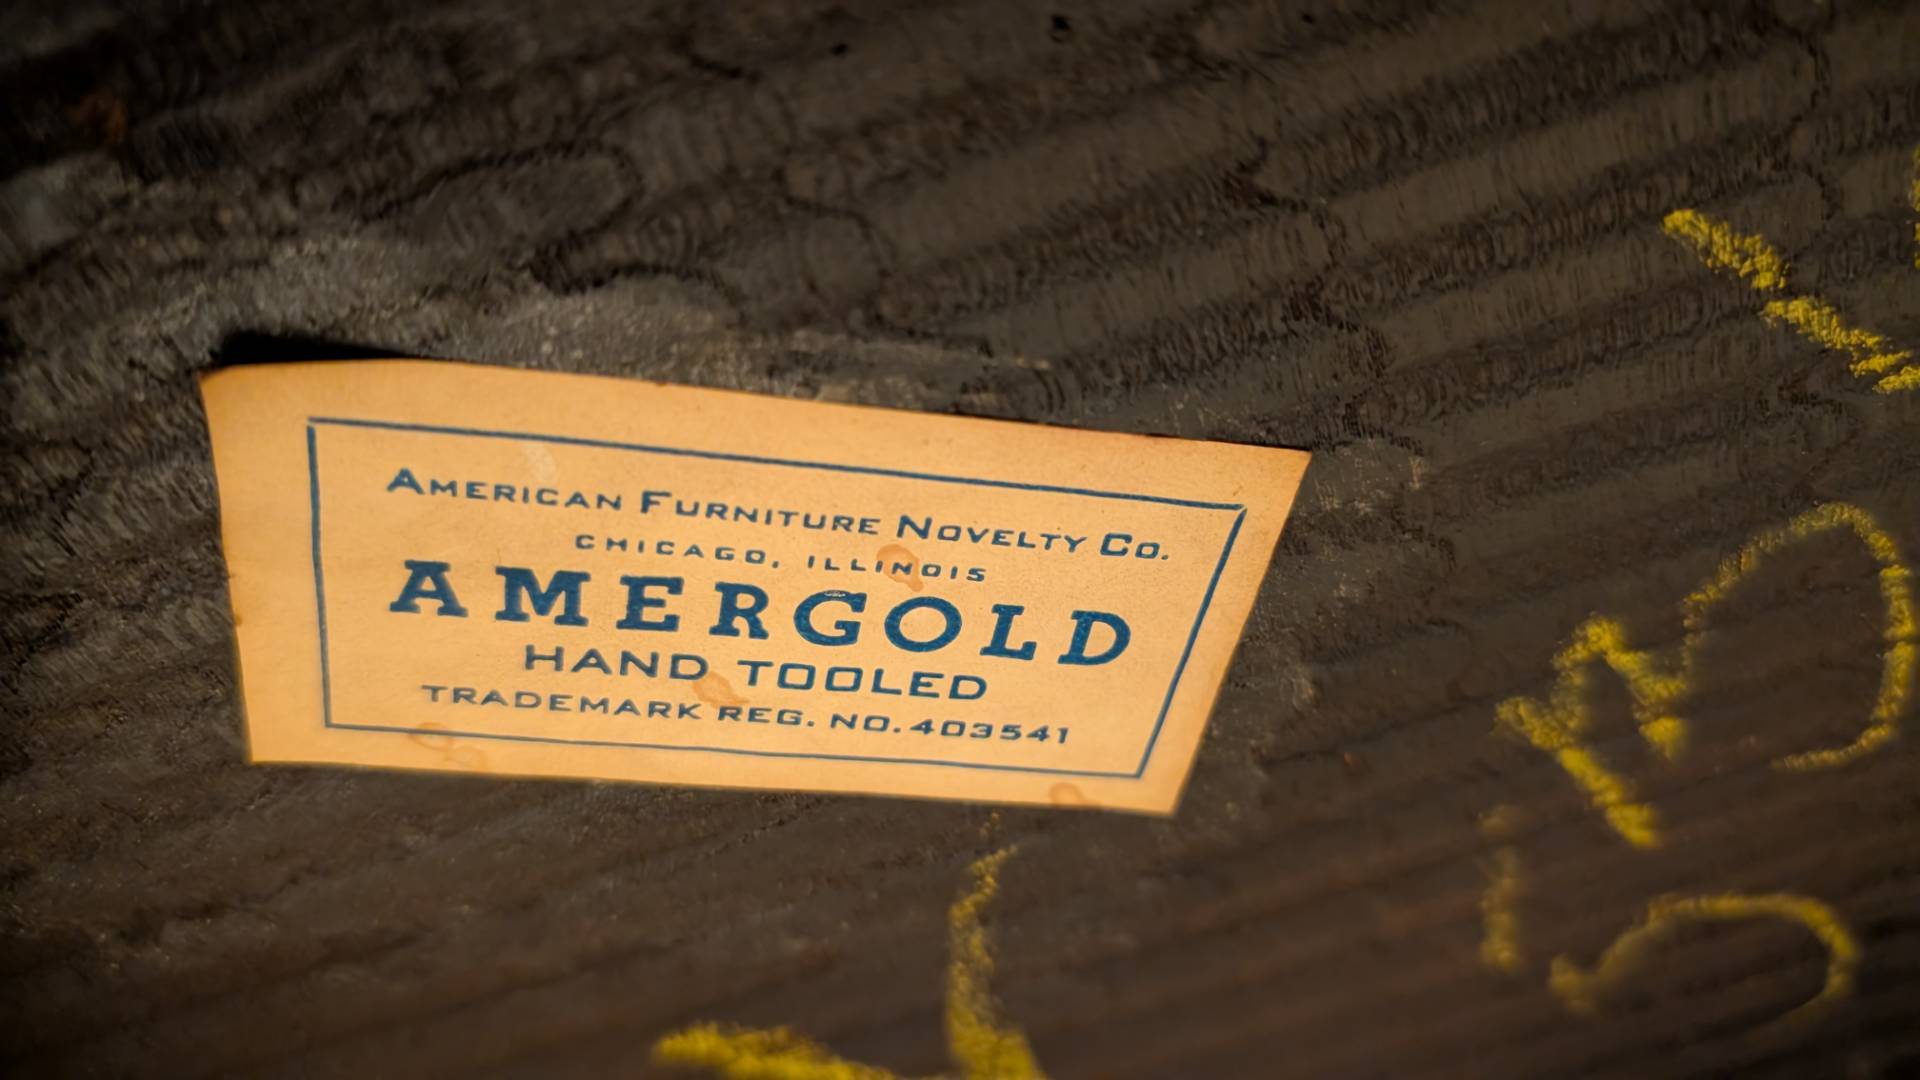 AMERICAN FURNITURE NOVELTY CO.
CHICAGO, ILLINOIS
AMERGOLD
HAND TOOLED
TRADEMARK REG. NO. 403541